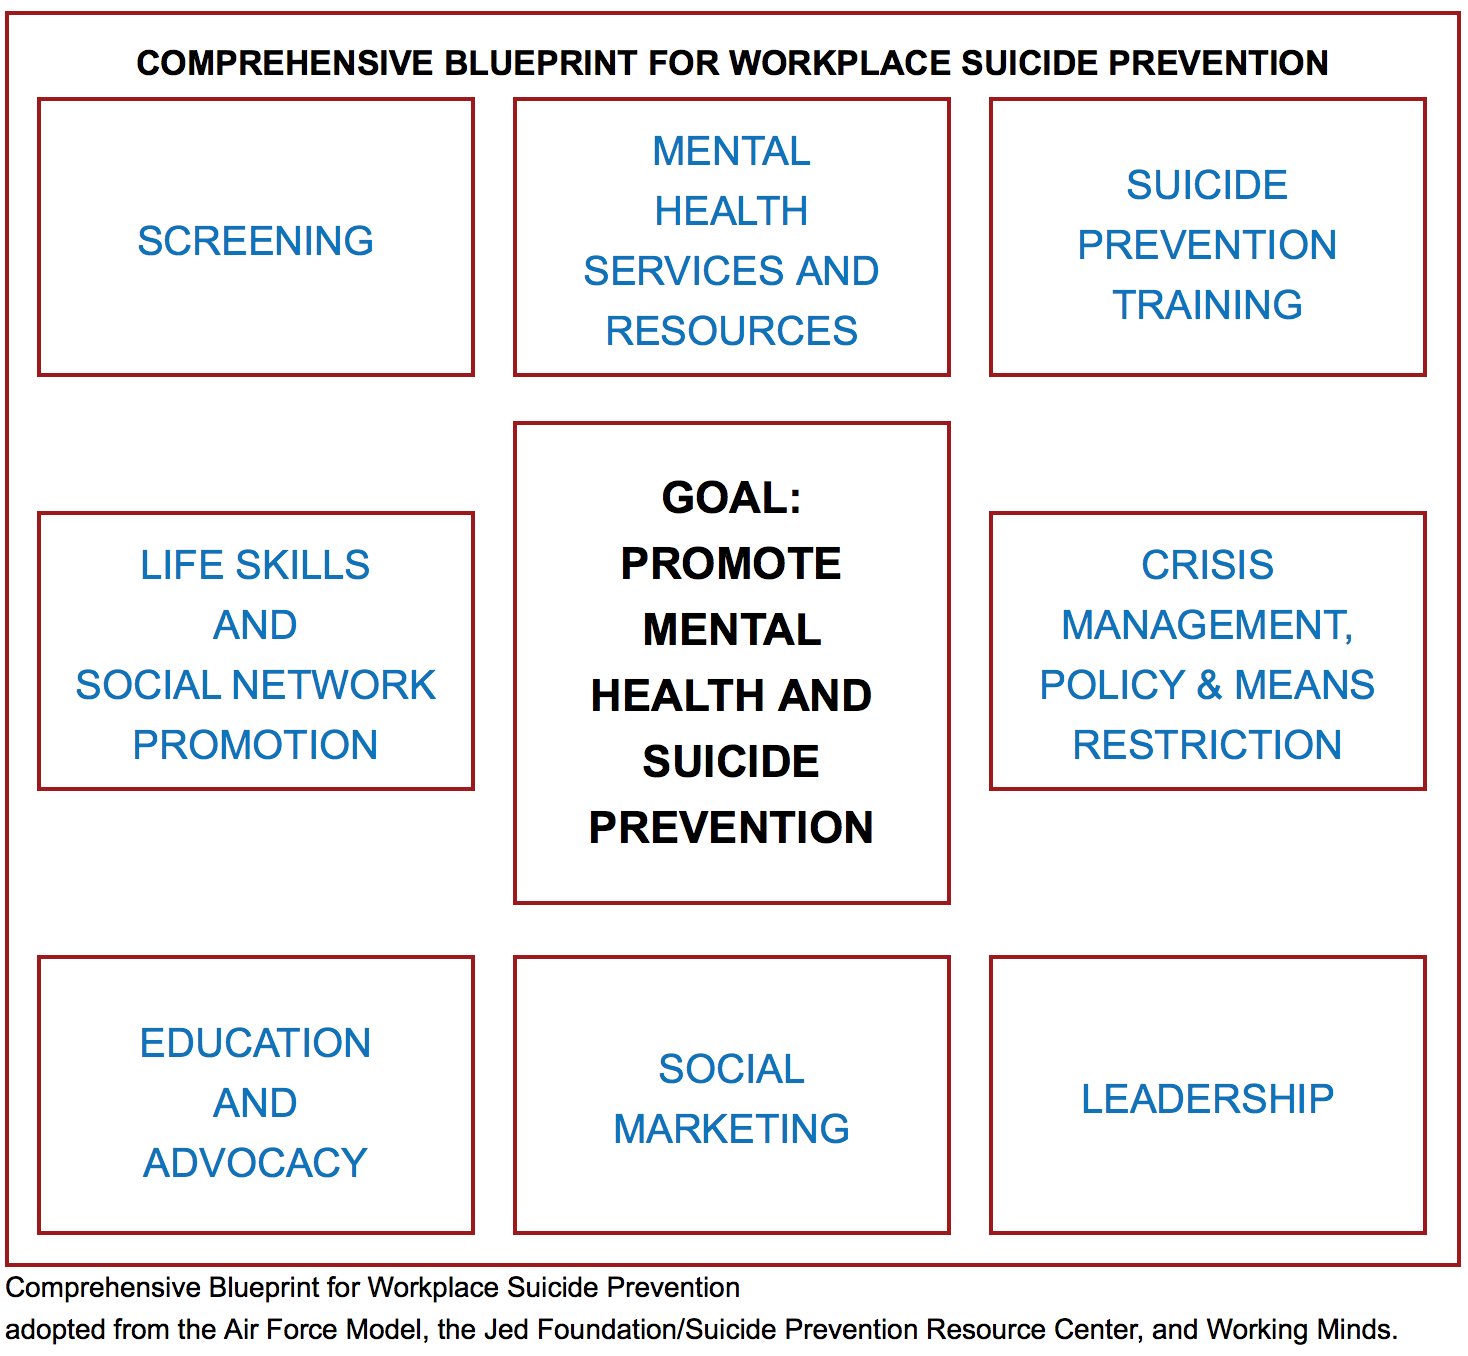 COMPREHENSIVE BLUEPRINT FOR WORKPLACE SUICIDE PREVENTION
SCREENING
MENTAL
HEALTH
SERVICES AND
RESOURCES
SUICIDE
PREVENTION
TRAINING
LIFE SKILLS
AND
SOCIAL NETWORK
PROMOTION
GOAL:
PROMOTE
MENTAL
HEALTH AND
SUICIDE
PREVENTION
CRISIS
MANAGEMENT,
POLICY & MEANS
RESTRICTION
EDUCATION
AND
ADVOCACY
SOCIAL
MARKETING
LEADERSHIP
Comprehensive Blueprint for Workplace Suicide Prevention
adopted from the Air Force Model, the Jed Foundation/Suicide Prevention Resource Center, and Working Minds.